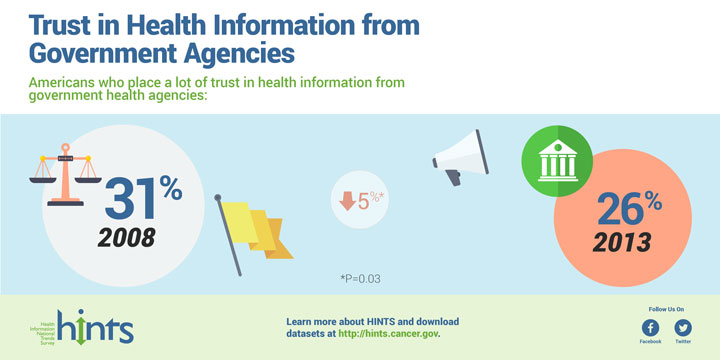 Trust in Health Information from
Government Agencies
Americans who place a lot of trust in health information from
government health agencies:
31%
2008
5%*
26%
2013
*P=0.03
Health
Information
National
Trends
Survey
hints
Learn more about HINTS and download
datasets at http://hints.cancer.gov.
Follow Us On
Facebook
Twitter